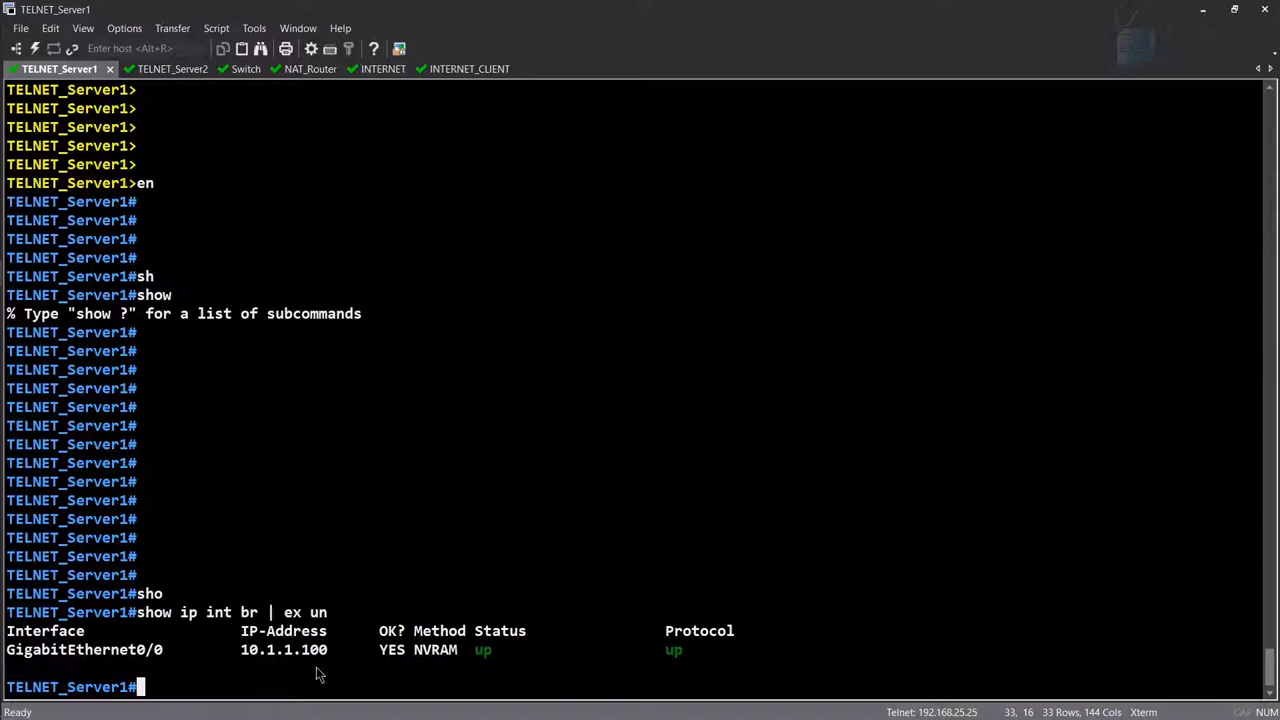 TELNET_Server1
File Edit View Options Transfer Script Tools Window Help
Enter host <Alt+R>
TELNET_Server1 TELNET_Server2 Switch NAT_Router INTERNET INTERNET_CLIENT
TELNET_Server1>
TELNET_Server1>
TELNET_Server1>
TELNET_Server1>
TELNET_Server1>
TELNET_Server1>en
TELNET_Server1#
TELNET_Server1#
TELNET_Server1#
TELNET_Server1#
TELNET_Server1#sh
TELNET_Server1#show
% Type "show ?" for a list of subcommands
TELNET_Server1#
TELNET_Server1#
TELNET_Server1#
TELNET_Server1#
TELNET_Server1#
TELNET_Server1#
TELNET_Server1#
TELNET_Server1#
TELNET_Server1#
TELNET_Server1#
TELNET_Server1#
TELNET_Server1#
TELNET_Server1#
TELNET_Server1#
TELNET_Server1#sho
TELNET_Server1#show ip int br | ex un
Interface IP-Address OK? Method Status Protocol
GigabitEthernet0/0 10.1.1.100 YES NVRAM up up
TELNET_Server1#
Ready Telnet: 192.168.25.25 33, 16 33 Rows, 144 Cols Xterm CAP NUM